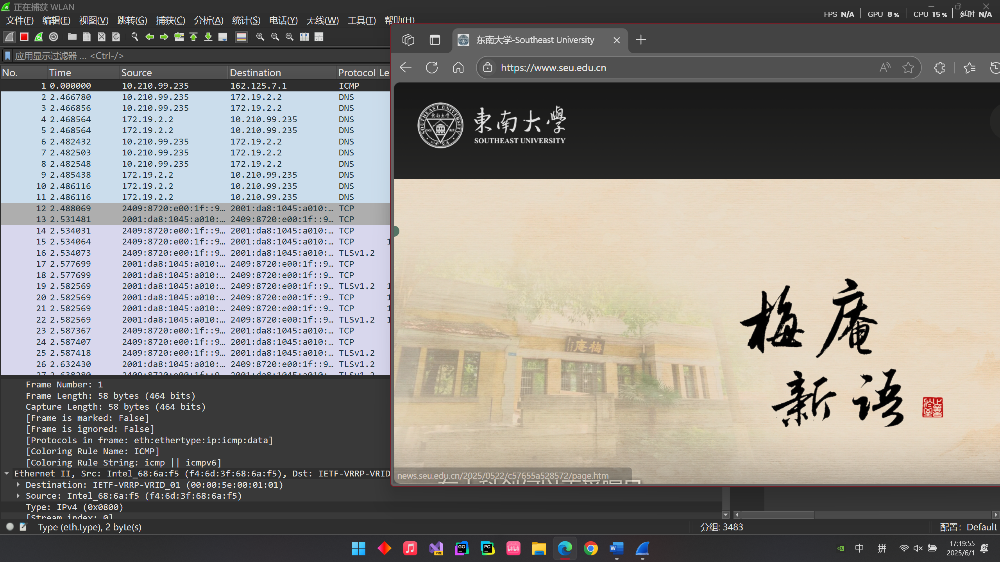 正在捕获 WLAN
文件(F) 编辑(E) 视图(V) 跳转(G) 捕获(C) 分析(A) 统计(S) 电话(Y) 无线(W) 工具(T) 帮助(H)
FPS N/A GPU 8% CPU 15% 延时 N/A
应用显示过滤器 … <Ctrl-/>
No. Time Source Destination Protocol Le
1 0.000000 10.210.99.235 162.125.7.1 ICMP
2 2.466780 10.210.99.235 172.19.2.2 DNS
3 2.466856 10.210.99.235 172.19.2.2 DNS
4 2.468564 172.19.2.2 10.210.99.235 DNS
5 2.468564 172.19.2.2 10.210.99.235 DNS
6 2.482432 10.210.99.235 172.19.2.2 DNS
7 2.482503 10.210.99.235 172.19.2.2 DNS
8 2.482548 10.210.99.235 172.19.2.2 DNS
9 2.485438 172.19.2.2 10.210.99.235 DNS
10 2.486116 172.19.2.2 10.210.99.235 DNS
11 2.486116 172.19.2.2 10.210.99.235 DNS
12 2.488069 2409:8720:e00:1f::9… 2001:da8:1045:a010:… TCP
13 2.531481 2001:da8:1045:a010:… 2409:8720:e00:1f::9… TCP
14 2.534031 2409:8720:e00:1f::9… 2001:da8:1045:a010:… TCP
15 2.534064 2409:8720:e00:1f::9… 2001:da8:1045:a010:… TCP 1
16 2.534073 2409:8720:e00:1f::9… 2001:da8:1045:a010:… TLSv1.2
17 2.577699 2001:da8:1045:a010:… 2409:8720:e00:1f::9… TCP
18 2.577699 2001:da8:1045:a010:… 2409:8720:e00:1f::9… TCP
19 2.582569 2001:da8:1045:a010:… 2409:8720:e00:1f::9… TLSv1.2 1
20 2.582569 2001:da8:1045:a010:… 2409:8720:e00:1f::9… TCP 1
21 2.582569 2001:da8:1045:a010:… 2409:8720:e00:1f::9… TCP 1
22 2.582569 2001:da8:1045:a010:… 2409:8720:e00:1f::9… TLSv1.2 1
23 2.587367 2409:8720:e00:1f::9… 2001:da8:1045:a010:… TCP
24 2.587407 2409:8720:e00:1f::9… 2001:da8:1045:a010:… TCP
25 2.587418 2409:8720:e00:1f::9… 2001:da8:1045:a010:… TLSv1.2
26 2.632430 2001:da8:1045:a010:… 2409:8720:e00:1f::9… TLSv1.2
27 2.638280 2409:8720:e00:1f::9… 2001:da8:1045:a010:… TLSv1.2
Frame Number: 1
Frame Length: 58 bytes (464 bits)
Capture Length: 58 bytes (464 bits)
[Frame is marked: False]
[Frame is ignored: False]
[Protocols in frame: eth:ethertype:ip:icmp:data]
[Coloring Rule Name: ICMP]
[Coloring Rule String: icmp || icmpv6]
Ethernet II, Src: Intel_68:6a:f5 (f4:6d:3f:68:6a:f5), Dst: IETF-VRRP-VRID
Destination: IETF-VRRP-VRID_01 (00:00:5e:00:01:01)
Source: Intel_68:6a:f5 (f4:6d:3f:68:6a:f5)
Type: IPv4 (0x0800)
[Stream index: 0]
Type (eth.type), 2 byte(s)
分组: 3483
配置: Default
东南大学-Southeast University
https://www.seu.edu.cn
SOUTHEAST UNIVERSITY
東南大學
SOUTHEAST UNIVERSITY
梅庵
新语
庵梅
news.seu.edu.cn/2025/0522/c57655a528572/page.htm
PRE
GO
PC
bilibili
W
中 拼
17:19:55
2025/6/1